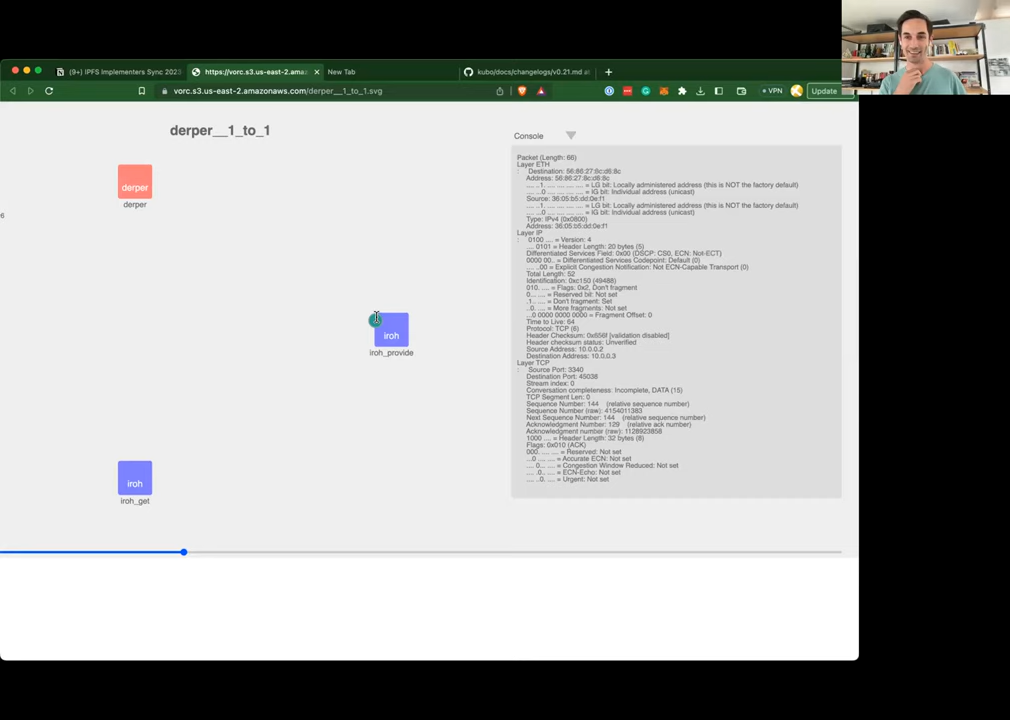 (9+) IPFS Implementers Sync 2023
https://vorc.s3.us-east-2.amaz
New Tab
kubo/docs/changelogs/v0.21.md at
vorc.s3.us-east-2.amazonaws.com/derper__1_to_1.svg
VPN
Update
derper__1_to_1
derper
derper
6
iroh
iroh_provide
iroh
iroh_get
Console
Packet (Length: 66)
Layer ETH
: Destination: 56:86:27:8c:d6:8c
Address: 56:86:27:8c:d6:8c
.... ..1. .... .... .... .... = LG bit: Locally administered address (this is NOT the factory default)
.... ...0 .... .... .... .... = IG bit: Individual address (unicast)
Source: 36:05:b5:dd:0e:f1
.... ..1. .... .... .... .... = LG bit: Locally administered address (this is NOT the factory default)
.... ...0 .... .... .... .... = IG bit: Individual address (unicast)
Type: IPv4 (0x0800)
Address: 36:05:b5:dd:0e:f1
Layer IP
: 0100 .... = Version: 4
.... 0101 = Header Length: 20 bytes (5)
Differentiated Services Field: 0x00 (DSCP: CS0, ECN: Not-ECT)
0000 00.. = Differentiated Services Codepoint: Default (0)
.... ..00 = Explicit Congestion Notification: Not ECN-Capable Transport (0)
Total Length: 52
Identification: 0xc150 (49488)
010. .... = Flags: 0x2, Don't fragment
0... .... = Reserved bit: Not set
.1.. .... = Don't fragment: Set
..0. .... = More fragments: Not set
...0 0000 0000 0000 = Fragment Offset: 0
Time to Live: 64
Protocol: TCP (6)
Header Checksum: 0x656f [validation disabled]
Header checksum status: Unverified
Source Address: 10.0.0.2
Destination Address: 10.0.0.3
Layer TCP
: Source Port: 3340
Destination Port: 45038
Stream index: 0
Conversation completeness: Incomplete, DATA (15)
TCP Segment Len: 0
Sequence Number: 144 (relative sequence number)
Sequence Number (raw): 4154011383
Next Sequence Number: 144 (relative sequence number)
Acknowledgment Number: 129 (relative ack number)
Acknowledgment number (raw): 1128923858
1000 .... = Header Length: 32 bytes (8)
Flags: 0x010 (ACK)
000. .... .... = Reserved: Not set
...0 .... .... = Accurate ECN: Not set
.... 0... .... = Congestion Window Reduced: Not set
.... .0.. .... = ECN-Echo: Not set
.... ..0. .... = Urgent: Not set